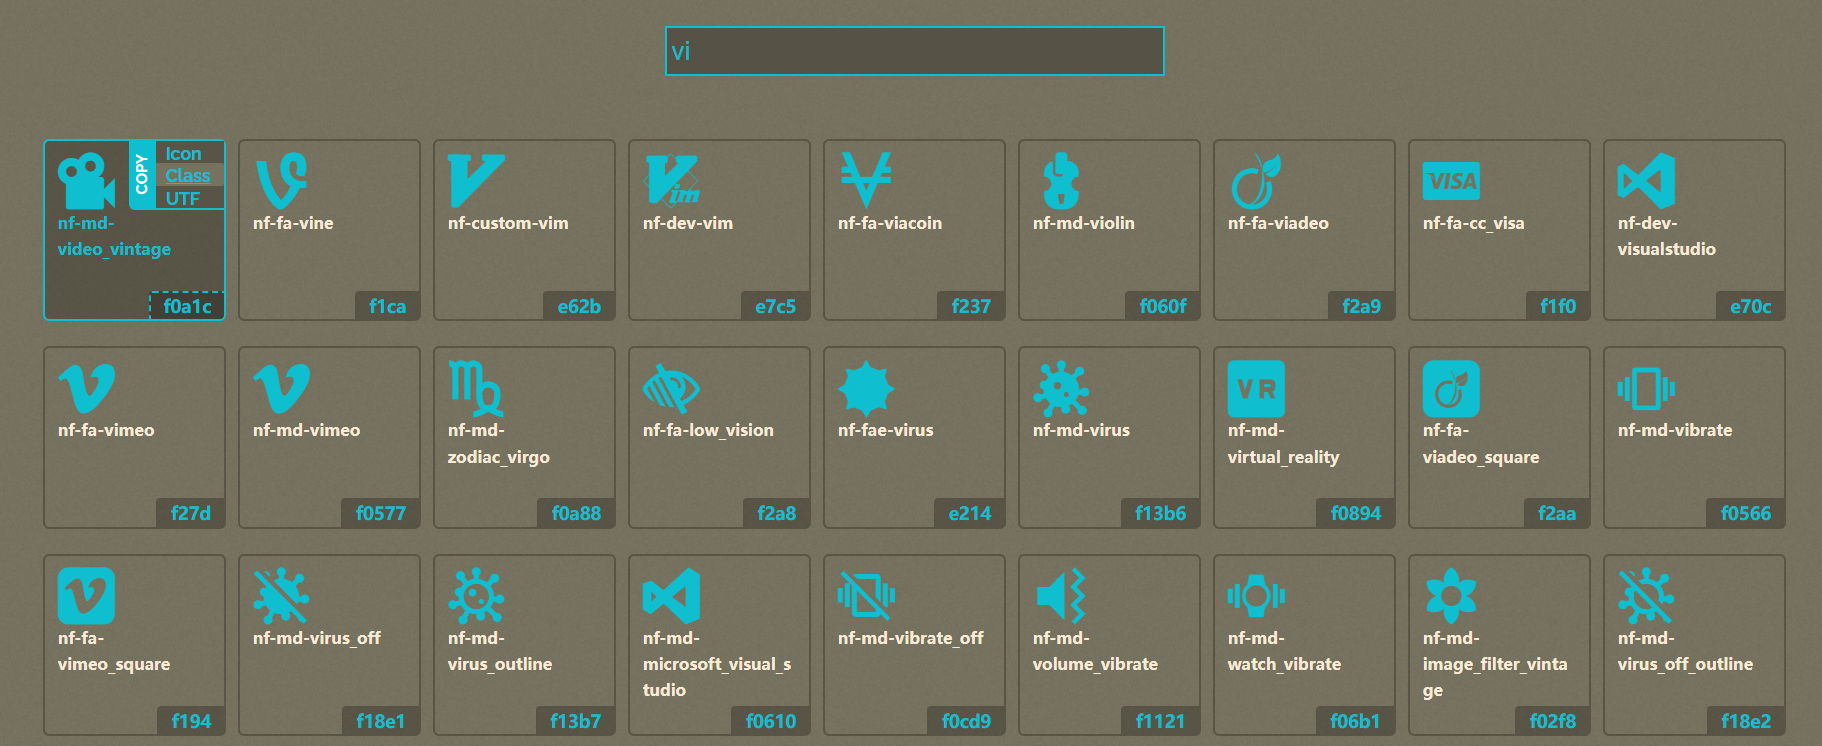 vi
COPY
Icon
Class
UTF
nf-md-
video_vintage
f0a1c
nf-fa-vine
f1ca
nf-custom-vim
e62b
im
nf-dev-vim
e7c5
nf-fa-viacoin
f237
nf-md-violin
f060f
nf-fa-viadeo
f2a9
VISA
nf-fa-cc_visa
f1f0
nf-dev-
visualstudio
e70c
nf-fa-vimeo
f27d
nf-md-vimeo
f0577
nf-md-
zodiac_virgo
f0a88
nf-fa-low_vision
f2a8
nf-fae-virus
e214
nf-md-virus
f13b6
VR
nf-md-
virtual_reality
f0894
nf-fa-
viadeo_square
f2aa
nf-md-vibrate
f0566
nf-fa-
vimeo_square
f194
nf-md-virus_off
f18e1
nf-md-
virus_outline
f13b7
nf-md-
microsoft_visual_s
tudio
f0610
nf-md-vibrate_off
f0cd9
nf-md-
volume_vibrate
f1121
nf-md-
watch_vibrate
f06b1
nf-md-
image_filter_vinta
ge
f02f8
nf-md-
virus_off_outline
f18e2